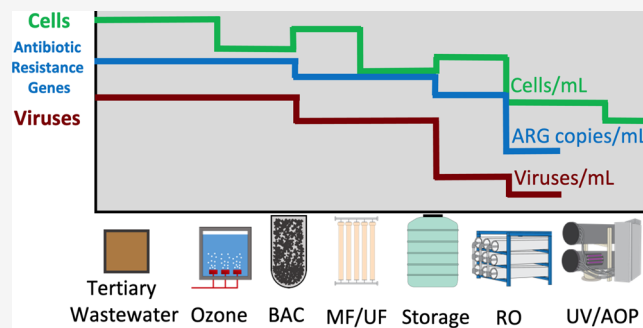 Cells
Antibiotic
Resistance
Genes
Viruses
Cells/mL
ARG copies/mL
Viruses/mL
Tertiary
Wastewater
Ozone
BAC
MF/UF
Storage
RO
UV/AOP